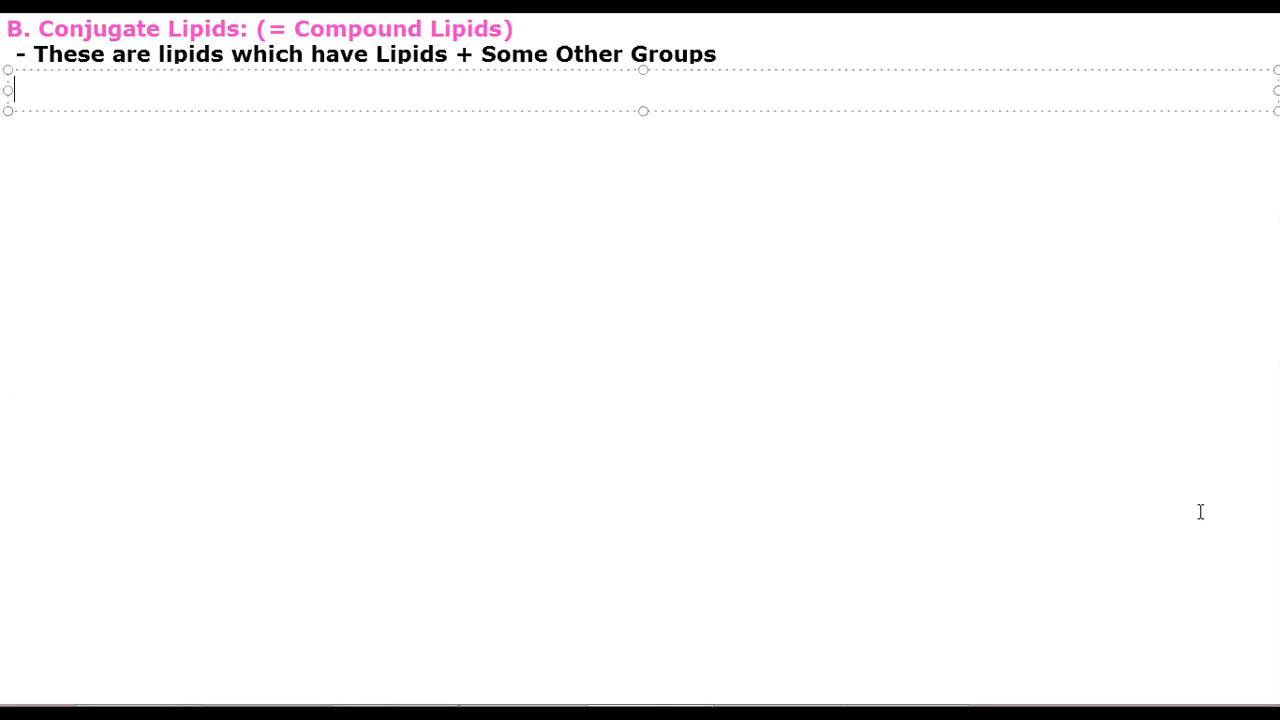 B. Conjugate Lipids: (= Compound Lipids)
- These are lipids which have Lipids + Some Other Groups